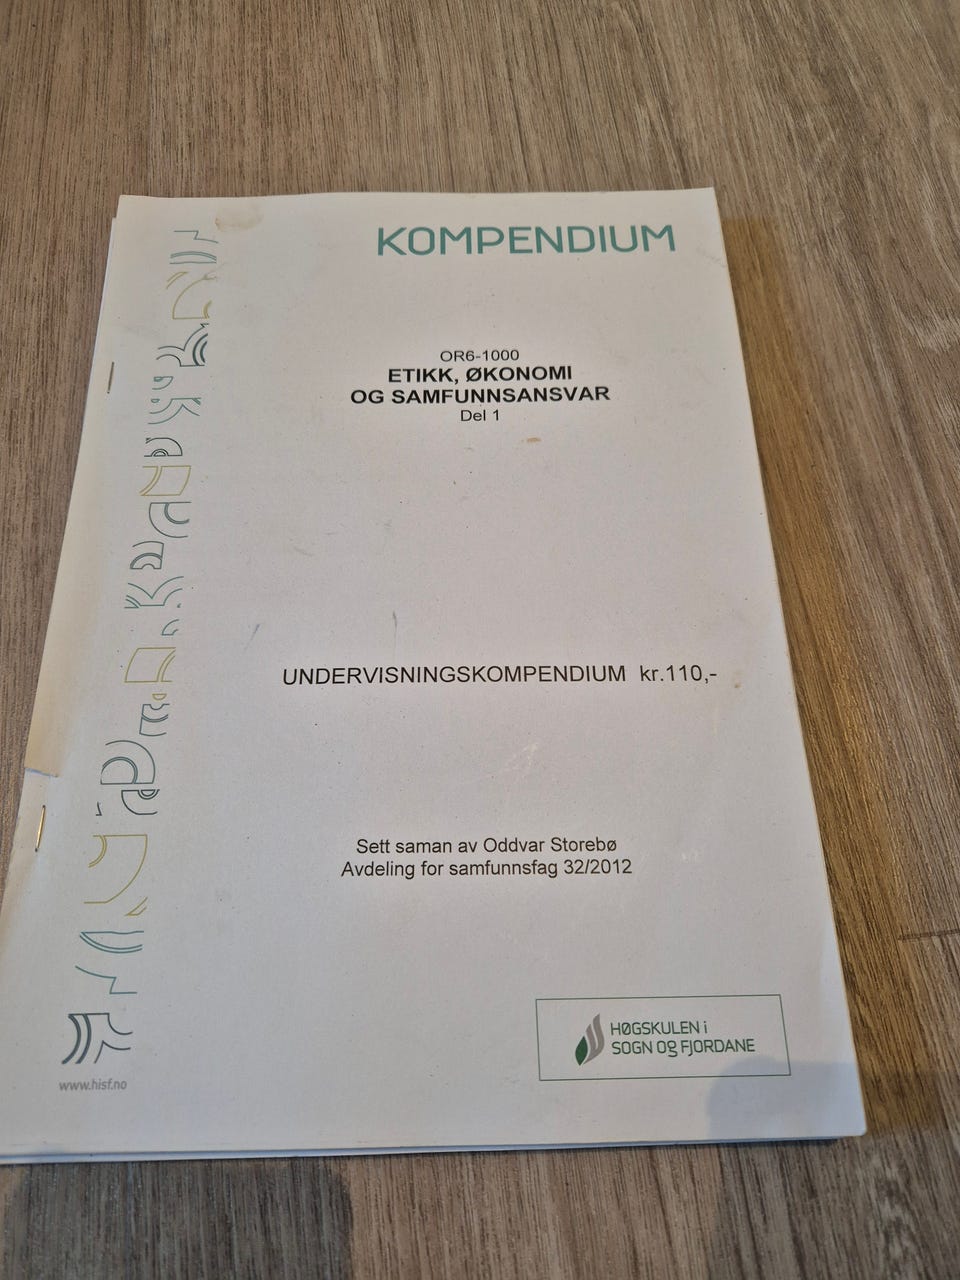 KOMPENDIUM
OR6-1000
ETIKK, ØKONOMI
OG SAMFUNNSANSVAR
Del 1
UNDERVISNINGSKOMPENDIUM kr.110,-
Sett saman av Oddvar Storebø
Avdeling for samfunnsfag 32/2012
HØGSKULEN i
SOGN og FJORDANE
www.hisf.no